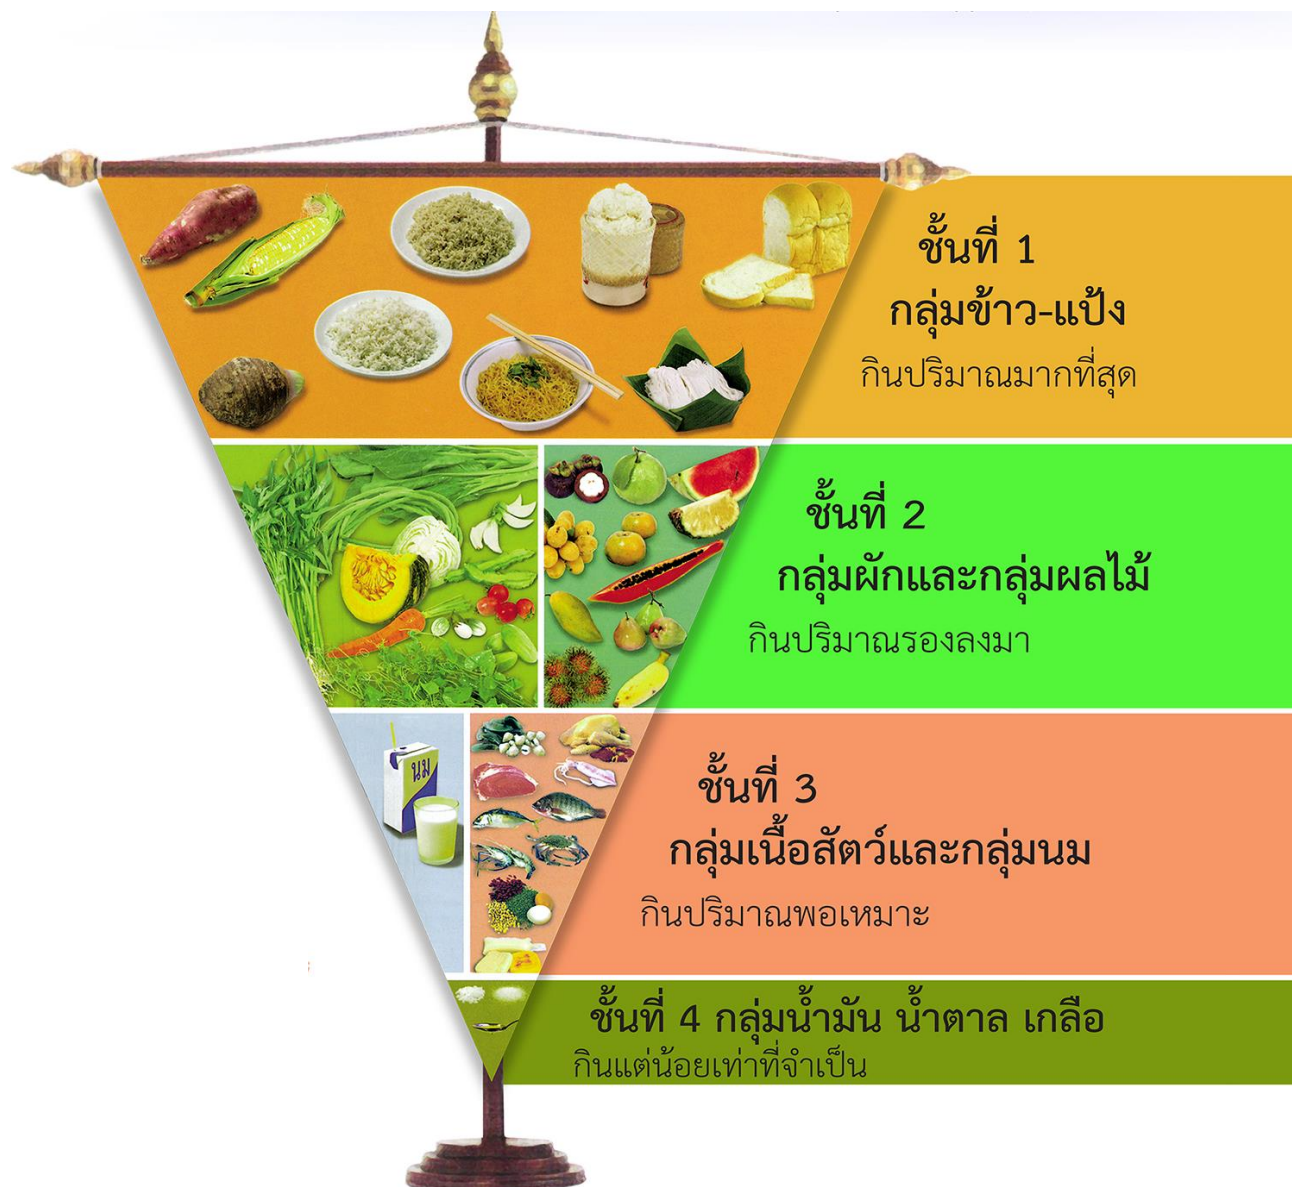 ชั้นที่ 1
กลุ่มข้าว-แป้ง
กินปริมาณมากที่สุด
ชั้นที่ 2
กลุ่มผักและกลุ่มผลไม้
กินปริมาณรองลงมา
นม
ชั้นที่ 3
กลุ่มเนื้อสัตว์และกลุ่มนม
กินปริมาณพอเหมาะ
ชั้นที่ 4 กลุ่มน้ำมัน น้ำตาล เกลือ
กินแต่น้อยเท่าที่จำเป็น